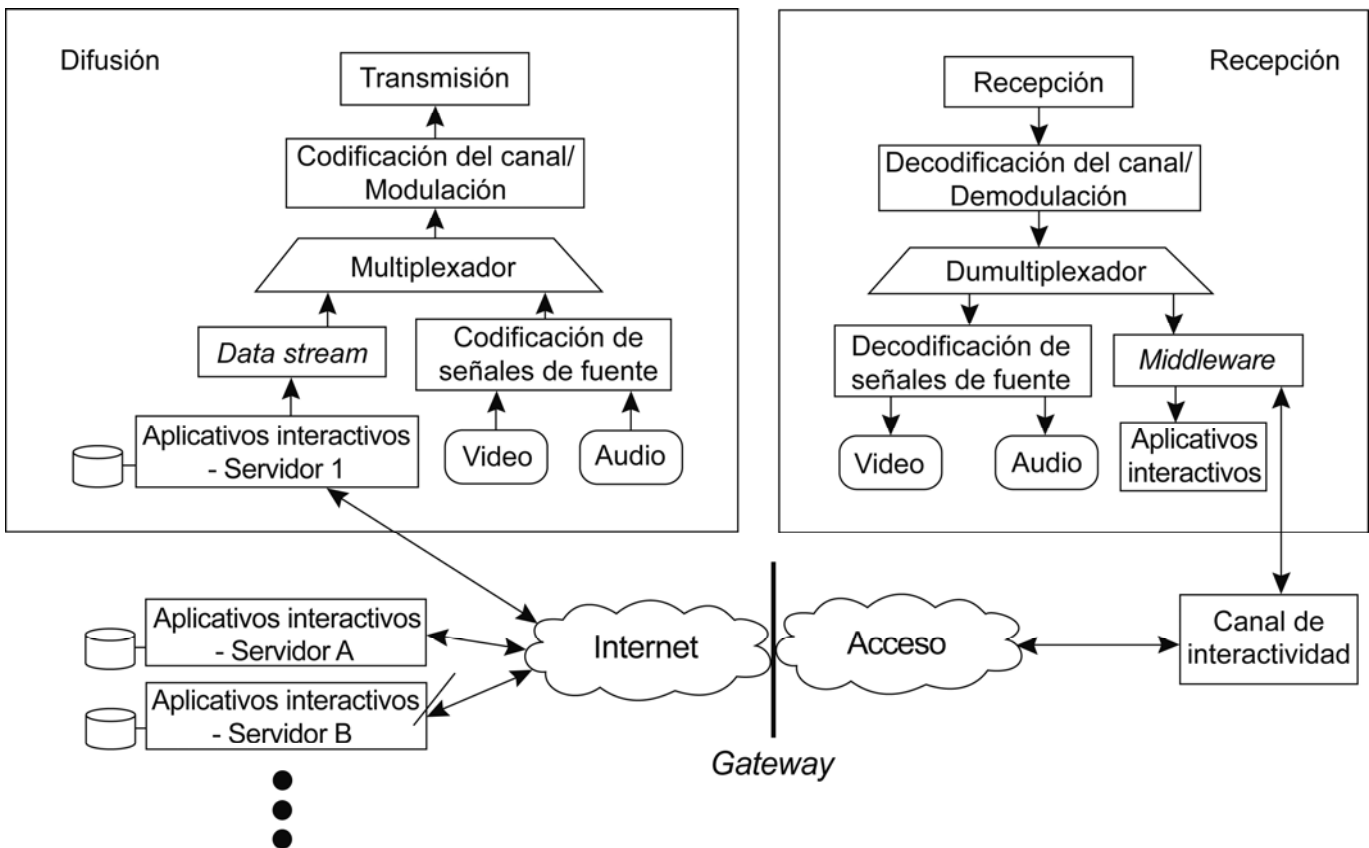 Difusión
Transmisión
Codificación del canal/
Modulación
Multiplexador
Data stream
Codificación de
señales de fuente
Aplicativos interactivos
- Servidor 1
Video
Audio
Recepción
Recepción
Decodificación del canal/
Demodulación
Dumultiplexador
Decodificación de
señales de fuente
Middleware
Video
Audio
Aplicativos
interactivos
Aplicativos interactivos
- Servidor A
Aplicativos interactivos
- Servidor B
Internet
Acceso
Gateway
Canal de
interactividad